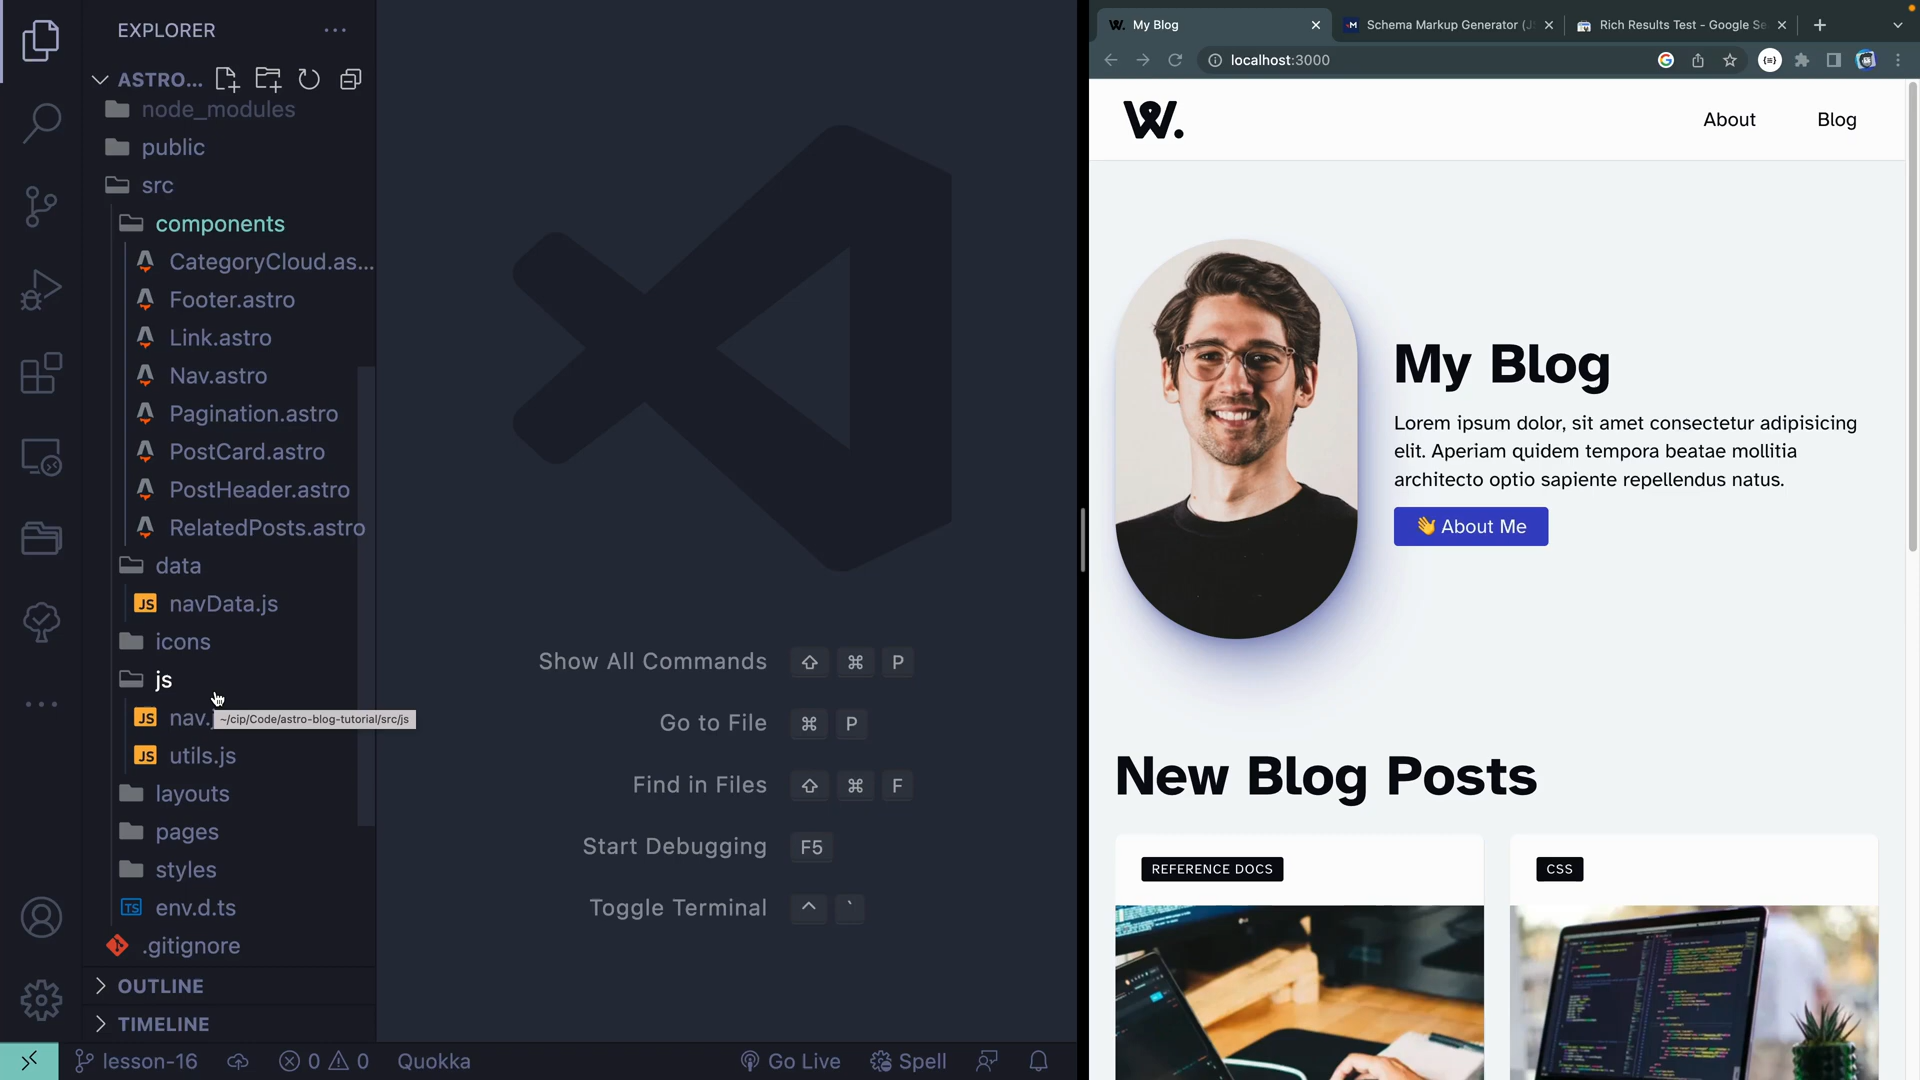 EXPLORER
ASTRO...
node_modules
public
src
components
CategoryCloud.as...
Footer.astro
Link.astro
Nav.astro
Pagination.astro
PostCard.astro
PostHeader.astro
RelatedPosts.astro
data
JS navData.js
icons
js
JS nav.
~/cip/Code/astro-blog-tutorial/src/js
JS utils.js
layouts
pages
styles
TS env.d.ts
.gitignore
OUTLINE
TIMELINE
lesson-16
0 0
Quokka
Go Live
Spell
Show All Commands ⇧ ⌘ P
Go to File ⌘ P
Find in Files ⇧ ⌘ F
Start Debugging F5
Toggle Terminal ^ `
W. My Blog
Schema Markup Generator (J
Rich Results Test - Google Se
localhost:3000
W.
About
Blog
My Blog
Lorem ipsum dolor, sit amet consectetur adipisicing
elit. Aperiam quidem tempora beatae mollitia
architecto optio sapiente repellendus natus.
👋 About Me
New Blog Posts
REFERENCE DOCS
CSS